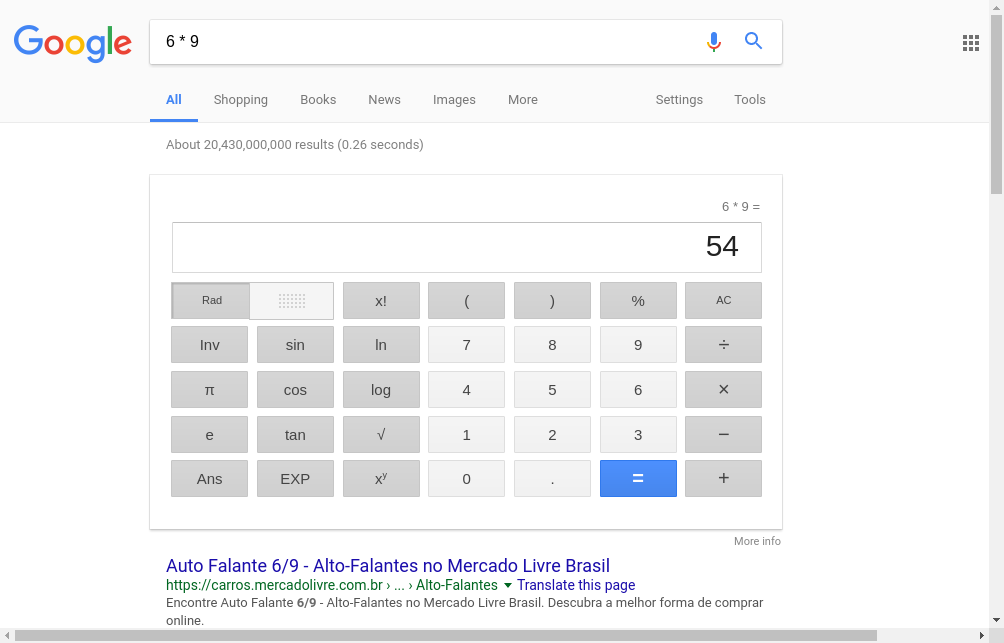 Google
6 * 9
All Shopping Books News Images More Settings Tools
About 20,430,000,000 results (0.26 seconds)
6 * 9 =
54
Rad x! ( ) % AC
Inv sin ln 7 8 9 ÷
π cos log 4 5 6 ×
e tan √ 1 2 3 −
Ans EXP xʸ 0 . = +
More info
Auto Falante 6/9 - Alto-Falantes no Mercado Livre Brasil
https://carros.mercadolivre.com.br › ... › Alto-Falantes Translate this page
Encontre Auto Falante 6/9 - Alto-Falantes no Mercado Livre Brasil. Descubra a melhor forma de comprar
online.